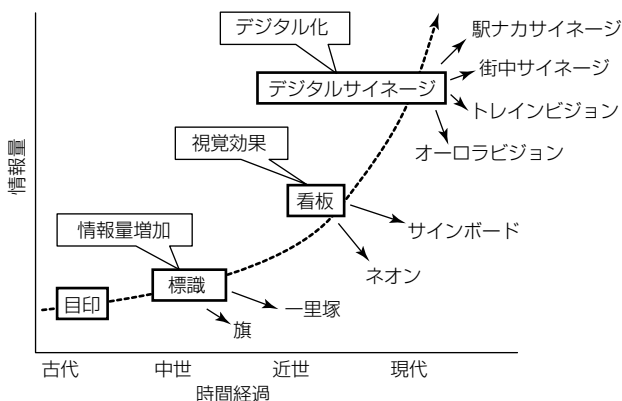 デジタル化
駅ナカサイネージ
街中サイネージ
デジタルサイネージ
トレインビジョン
オーロラビジョン
視覚効果
看板
サインボード
情報量
情報量増加
ネオン
標識
目印
一里塚
旗
古代
中世
近世
現代
時間経過